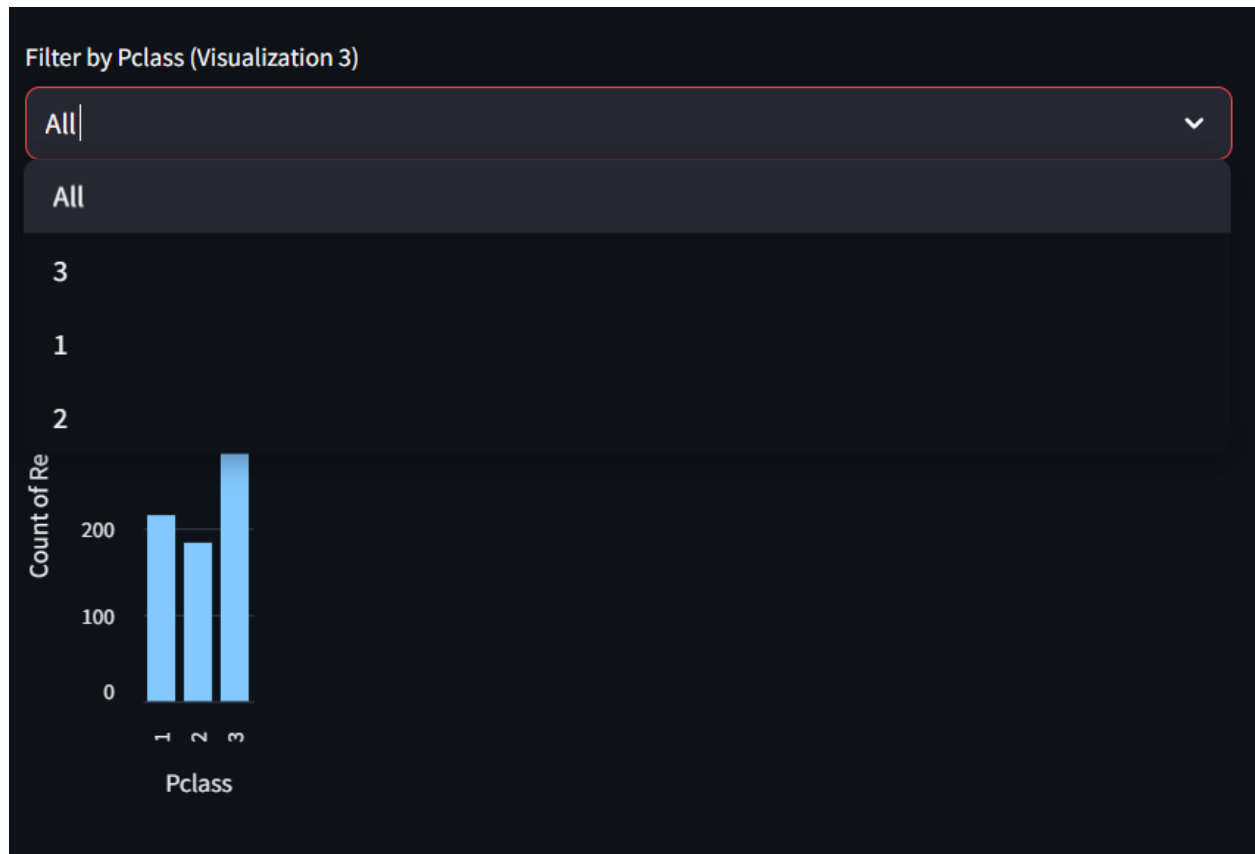 Filter by Pclass (Visualization 3)
All
All
3
1
2
Count of Re
200
100
0
1 2 3
Pclass